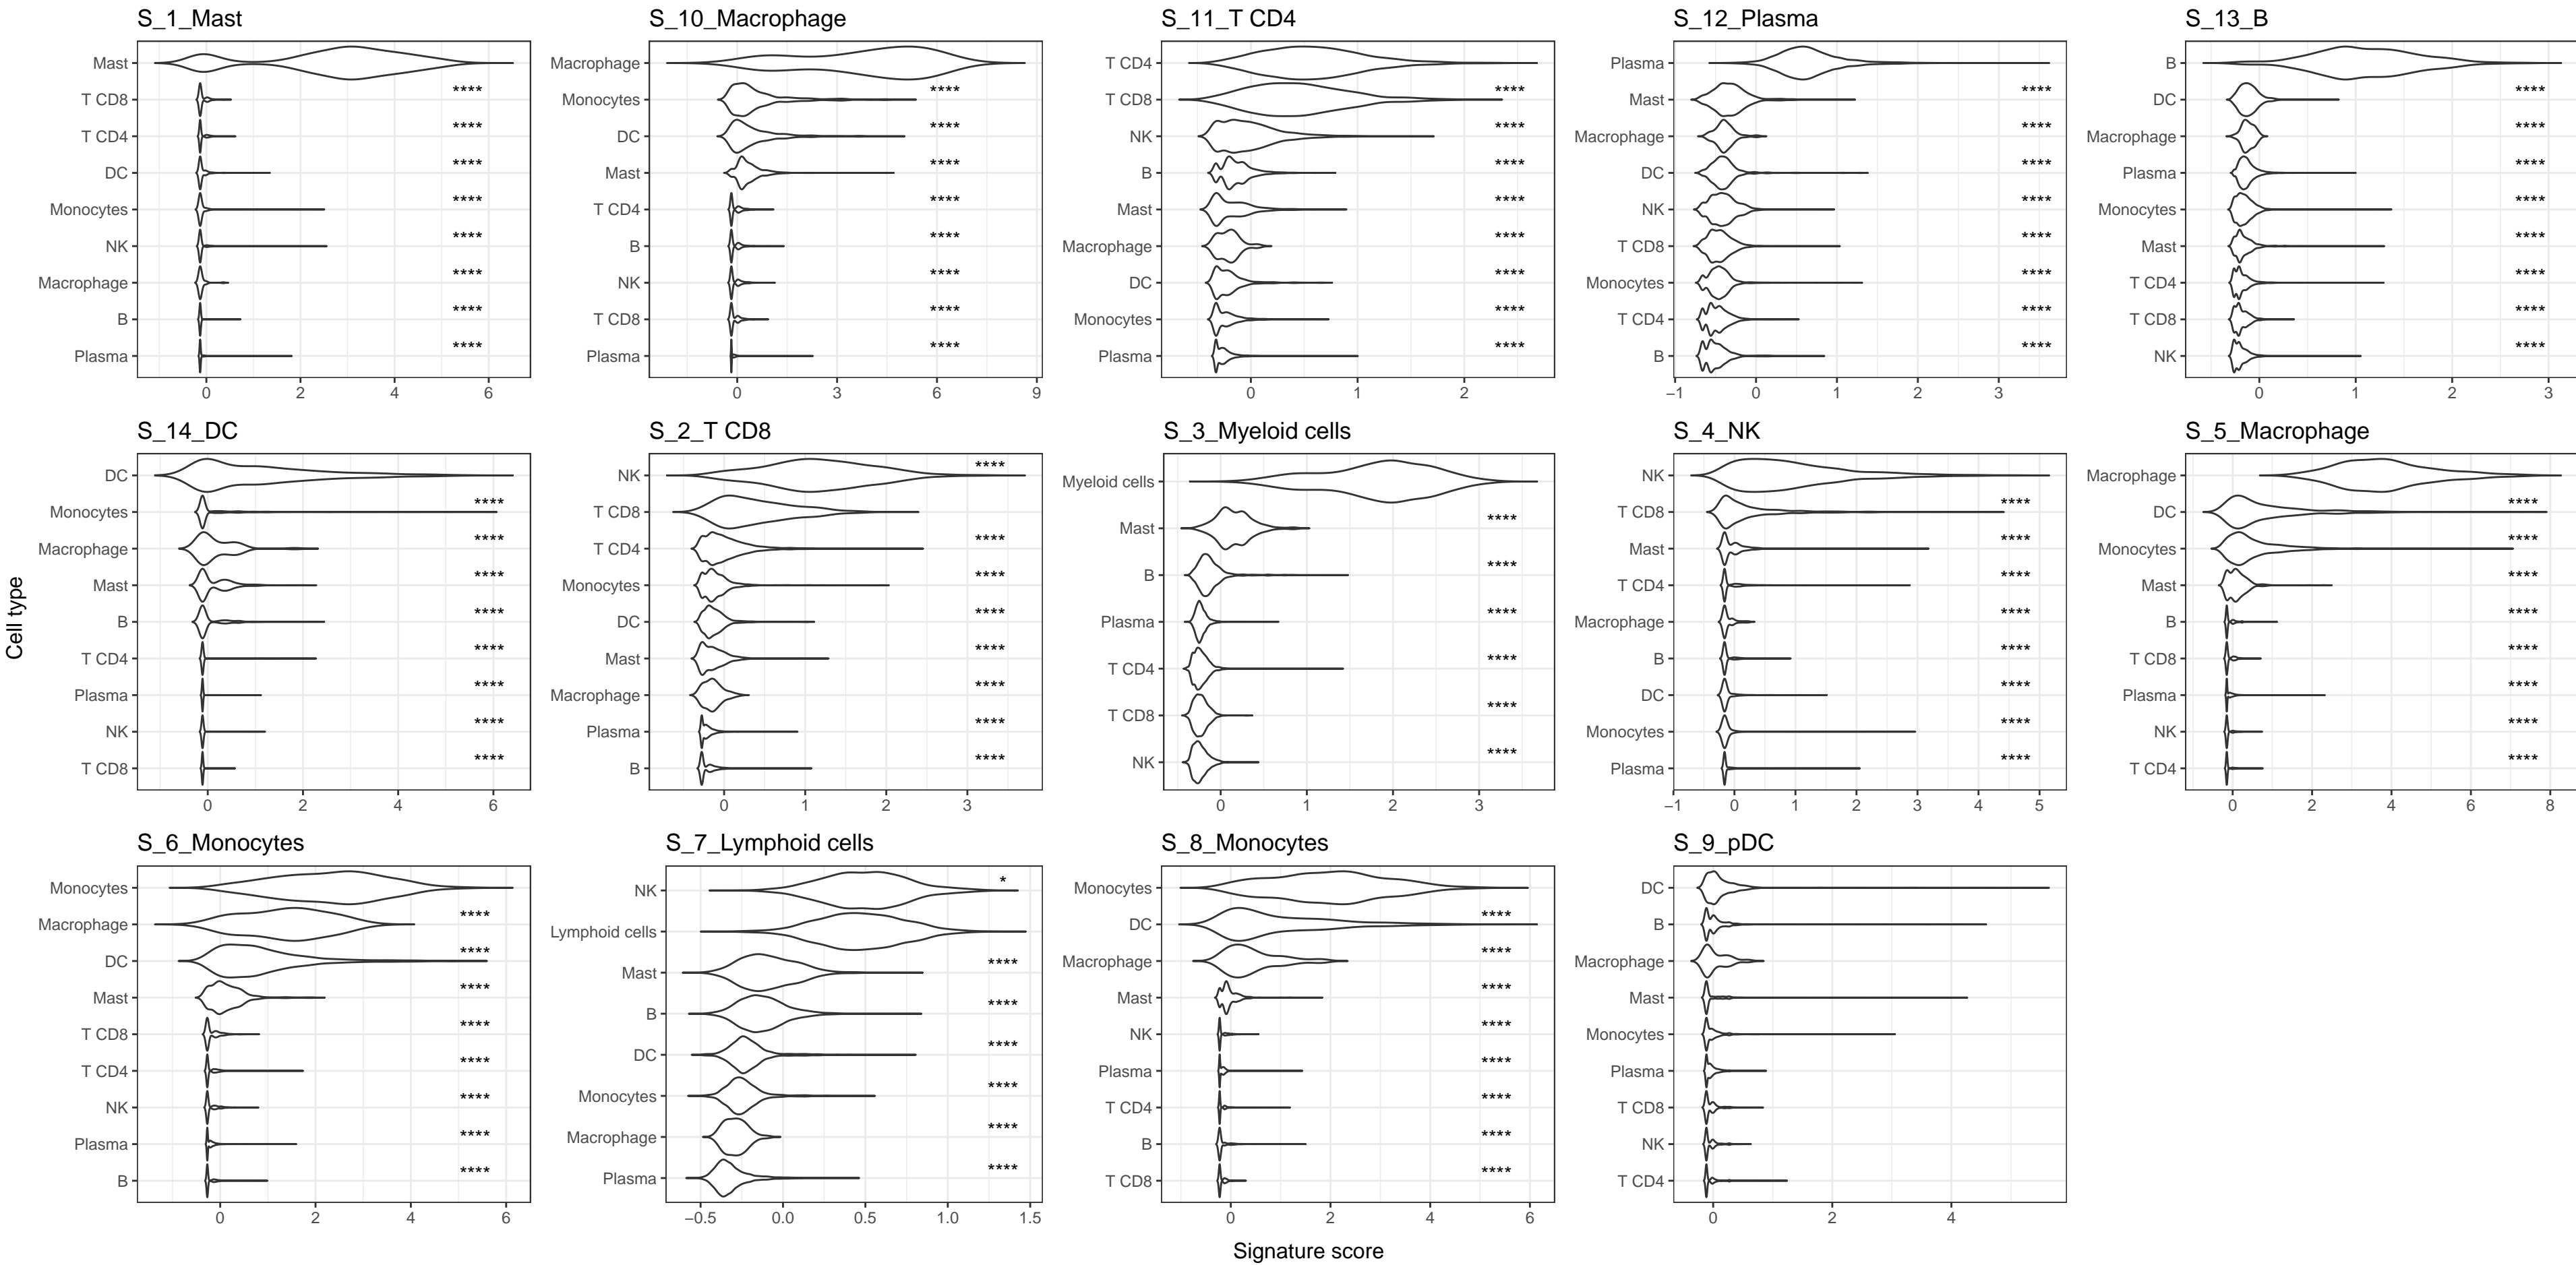 S_1_Mast
Mast
T CD8
T CD4
DC
Monocytes
NK
Macrophage
B
Plasma
****
****
****
****
****
****
****
****
0 2 4 6
S_10_Macrophage
Macrophage
Monocytes
DC
Mast
T CD4
B
NK
T CD8
Plasma
****
****
****
****
****
****
****
****
0 3 6 9
S_11_T CD4
T CD4
T CD8
NK
B
Mast
Macrophage
DC
Monocytes
Plasma
****
****
****
****
****
****
****
****
0 1 2
S_12_Plasma
Plasma
Mast
Macrophage
DC
NK
T CD8
Monocytes
T CD4
B
****
****
****
****
****
****
****
****
−1 0 1 2 3
S_13_B
B
DC
Macrophage
Plasma
Monocytes
Mast
T CD4
T CD8
NK
****
****
****
****
****
****
****
****
0 1 2 3
Cell type
S_14_DC
DC
Monocytes
Macrophage
Mast
B
T CD4
Plasma
NK
T CD8
****
****
****
****
****
****
****
****
0 2 4 6
S_2_T CD8
NK
T CD8
T CD4
Monocytes
DC
Mast
Macrophage
Plasma
B
****
****
****
****
****
****
****
****
0 1 2 3
S_3_Myeloid cells
Myeloid cells
Mast
B
Plasma
T CD4
T CD8
NK
****
****
****
****
****
****
0 1 2 3
S_4_NK
NK
T CD8
Mast
T CD4
Macrophage
B
DC
Monocytes
Plasma
****
****
****
****
****
****
****
****
−1 0 1 2 3 4 5
S_5_Macrophage
Macrophage
DC
Monocytes
Mast
B
T CD8
Plasma
NK
T CD4
****
****
****
****
****
****
****
****
0 2 4 6 8
S_6_Monocytes
Monocytes
Macrophage
DC
Mast
T CD8
T CD4
NK
Plasma
B
****
****
****
****
****
****
****
****
0 2 4 6
S_7_Lymphoid cells
NK
Lymphoid cells
Mast
B
DC
Monocytes
Macrophage
Plasma
*
****
****
****
****
****
****
−0.5 0.0 0.5 1.0 1.5
S_8_Monocytes
Monocytes
DC
Macrophage
Mast
NK
Plasma
T CD4
B
T CD8
****
****
****
****
****
****
****
****
0 2 4 6
S_9_pDC
DC
B
Macrophage
Mast
Monocytes
Plasma
T CD8
NK
T CD4
0 2 4
Signature score